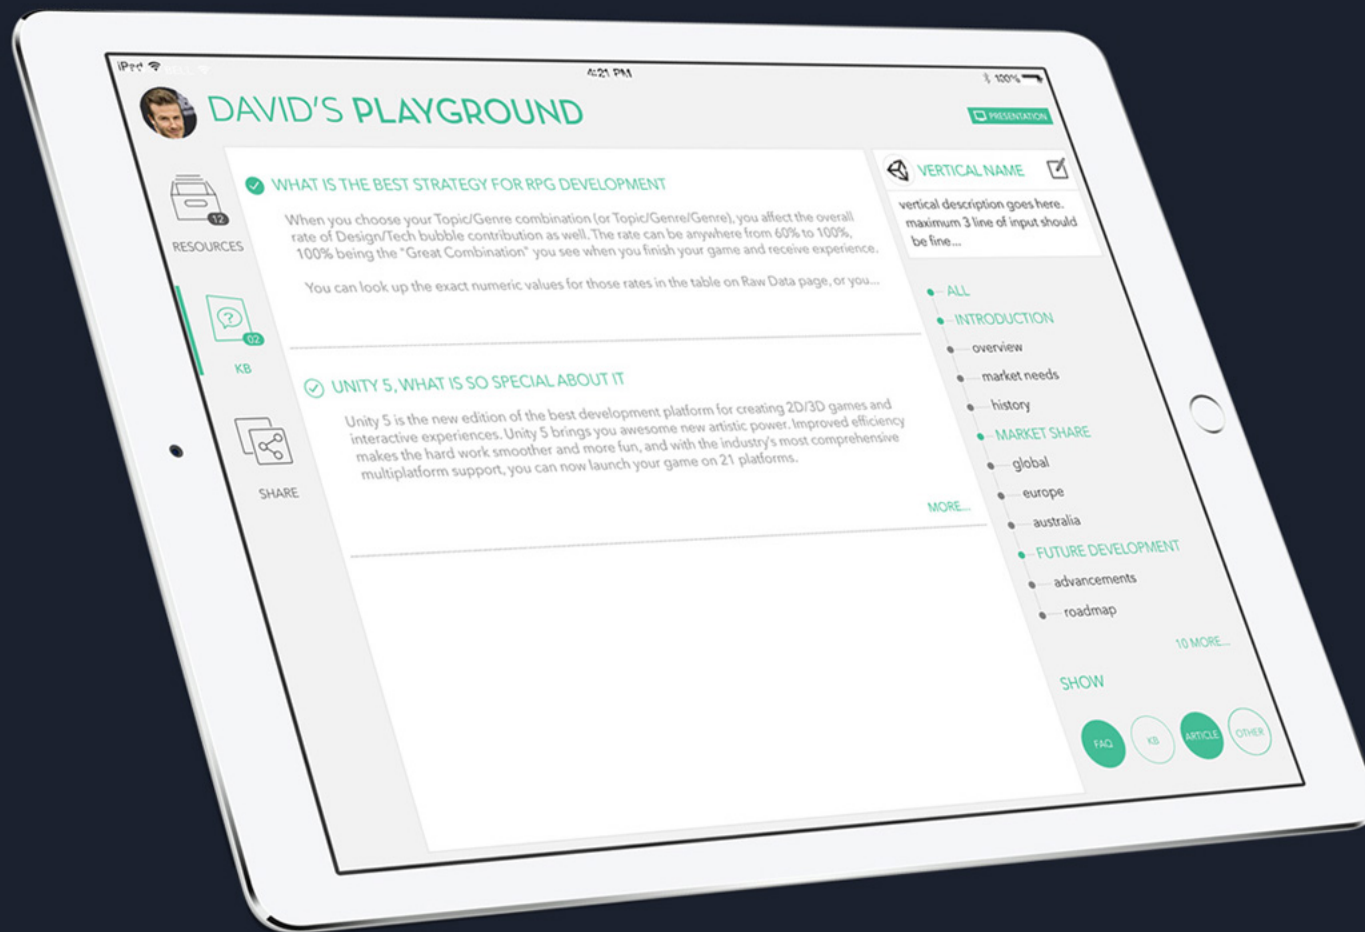 iPad
4:21 PM
100%
DAVID'S PLAYGROUND
PRESENTATION
12
RESOURCES
02
KB
SHARE
WHAT IS THE BEST STRATEGY FOR RPG DEVELOPMENT
When you choose your Topic/Genre combination (or Topic/Genre/Genre), you affect the overall
rate of Design/Tech bubble contribution as well. The rate can be anywhere from 60% to 100%,
100% being the "Great Combination" you see when you finish your game and receive experience.
You can look up the exact numeric values for those rates in the table on Raw Data page, or you...
UNITY 5, WHAT IS SO SPECIAL ABOUT IT
Unity 5 is the new edition of the best development platform for creating 2D/3D games and
interactive experiences. Unity 5 brings you awesome new artistic power. Improved efficiency
makes the hard work smoother and more fun, and with the industry's most comprehensive
multiplatform support, you can now launch your game on 21 platforms.
MORE...
VERTICAL NAME
vertical description goes here.
maximum 3 line of input should
be fine...
ALL
INTRODUCTION
overview
market needs
history
MARKET SHARE
global
europe
australia
FUTURE DEVELOPMENT
advancements
roadmap
10 MORE...
SHOW
FAQ
KB
ARTICLE
OTHER